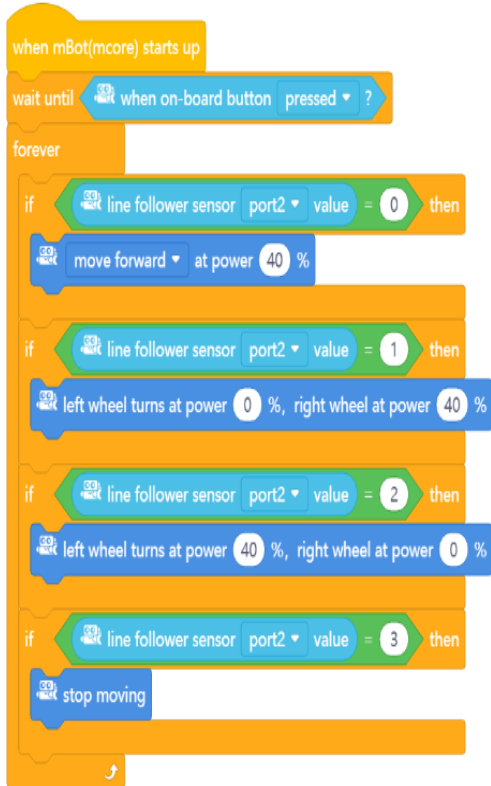 when mBot(mcore) starts up
wait until when on-board button pressed ?
forever
if line follower sensor port2 value = 0 then
move forward at power 40 %
if line follower sensor port2 value = 1 then
left wheel turns at power 0 %, right wheel at power 40 %
if line follower sensor port2 value = 2 then
left wheel turns at power 40 %, right wheel at power 0 %
if line follower sensor port2 value = 3 then
stop moving